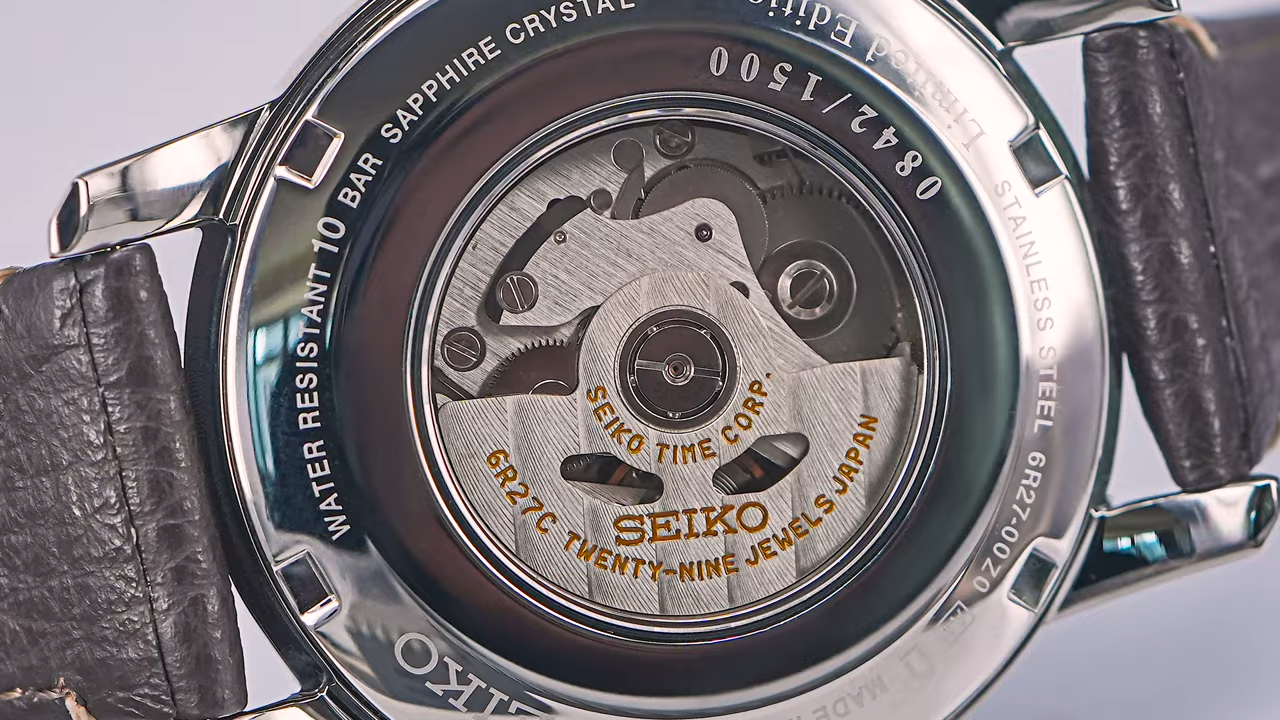 WATER RESISTANT 10 BAR SAPPHIRE CRYSTAL
Limited Edition
0842/1500
STAINLESS STEEL 6R27-00Z0
MADE
SEIKO
SEIKO TIME CORP.
SEIKO
6R27C TWENTY-NINE JEWELS JAPAN